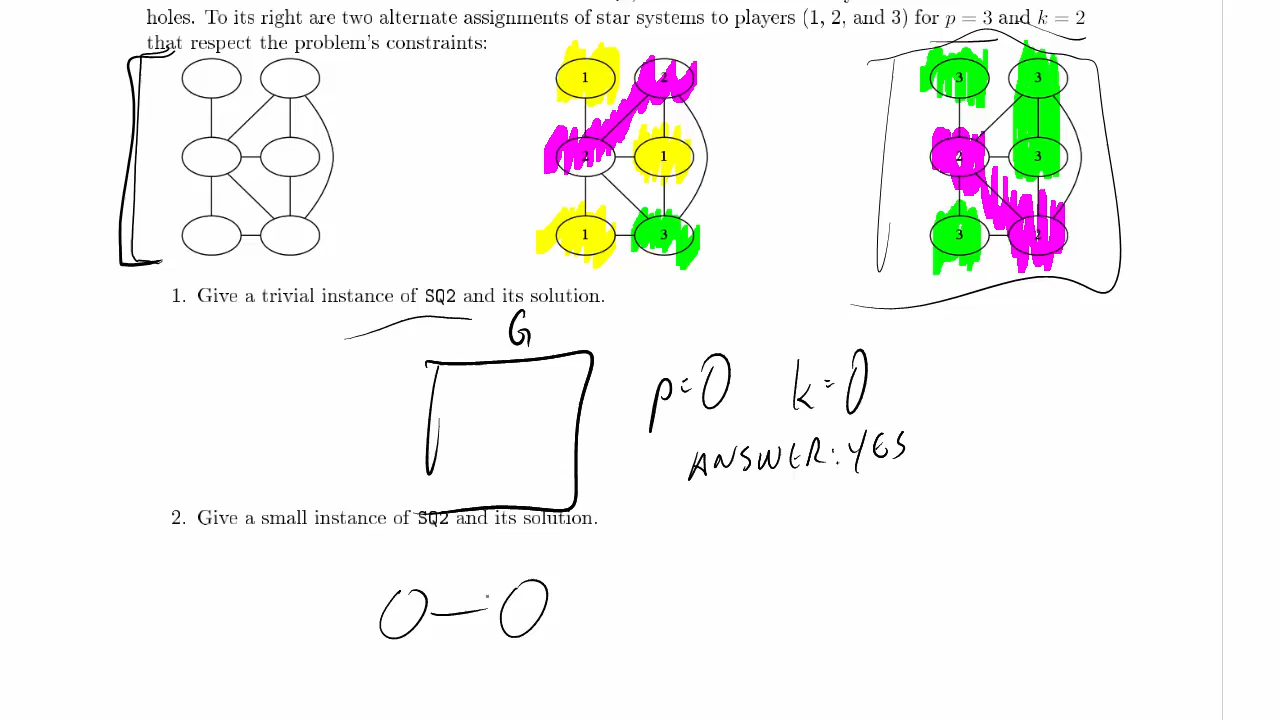 holes. To its right are two alternate assignments of star systems to players (1, 2, and 3) for p = 3 and k = 2
that respect the problem's constraints:
1 2 3 3
2 1 2 3
1 3 3 2
1. Give a trivial instance of SQ2 and its solution.
G
p=0 k=0
ANSWER: YES
2. Give a small instance of SQ2 and its solution.